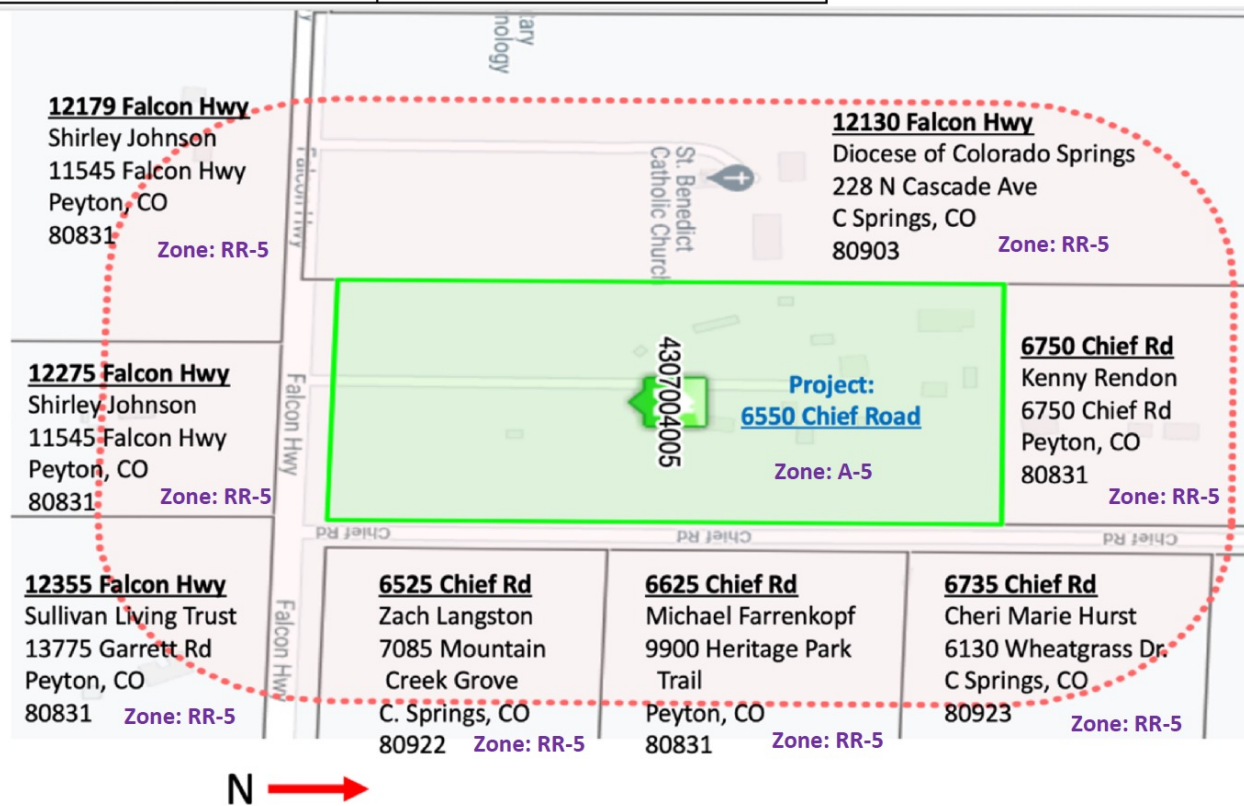 tary
nology
12179 Falcon Hwy
Shirley Johnson
11545 Falcon Hwy
Peyton, CO
80831
Zone: RR-5
Falcon Hwy
St. Benedict
Catholic Church
12130 Falcon Hwy
Diocese of Colorado Springs
228 N Cascade Ave
C Springs, CO
80903
Zone: RR-5
12275 Falcon Hwy
Shirley Johnson
11545 Falcon Hwy
Peyton, CO
80831
Zone: RR-5
Falcon Hwy
4307004005
Project:
6550 Chief Road
Zone: A-5
6750 Chief Rd
Kenny Rendon
6750 Chief Rd
Peyton, CO
80831
Zone: RR-5
Chief Rd
Chief Rd
Chief Rd
12355 Falcon Hwy
Sullivan Living Trust
13775 Garrett Rd
Peyton, CO
80831
Zone: RR-5
Falcon Hwy
6525 Chief Rd
Zach Langston
7085 Mountain
Creek Grove
C. Springs, CO
80922
Zone: RR-5
6625 Chief Rd
Michael Farrenkopf
9900 Heritage Park
Trail
Peyton, CO
80831
Zone: RR-5
6735 Chief Rd
Cheri Marie Hurst
6130 Wheatgrass Dr.
C Springs, CO
80923
Zone: RR-5
N